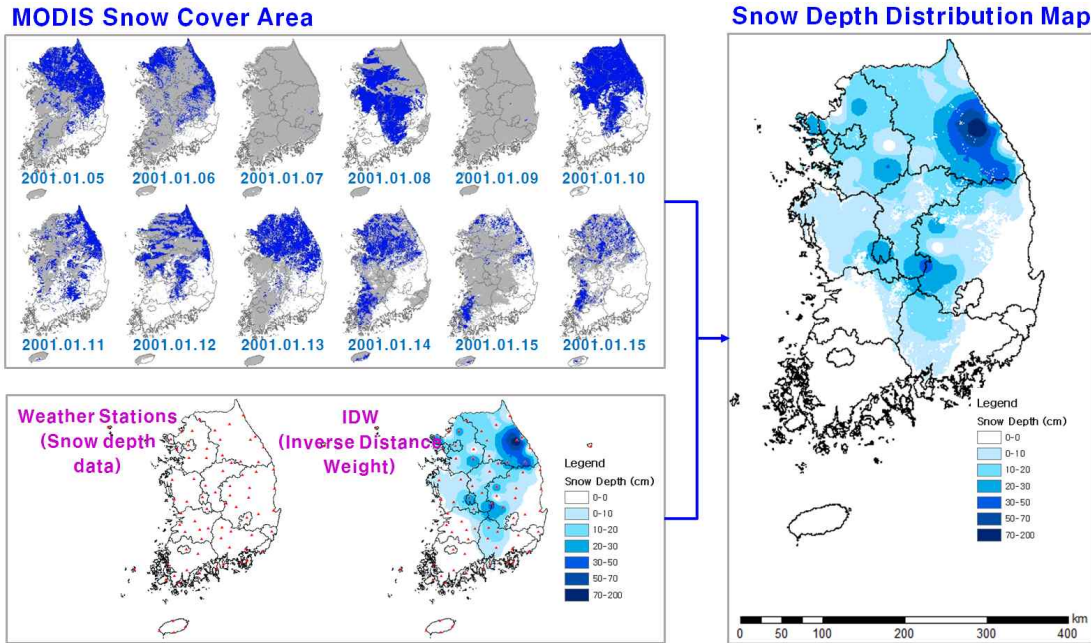 MODIS Snow Cover Area
2001.01.05 2001.01.06 2001.01.07 2001.01.08 2001.01.09 2001.01.10
2001.01.11 2001.01.12 2001.01.13 2001.01.14 2001.01.15 2001.01.15
Weather Stations
(Snow depth
data)
IDW
(Inverse Distance
Weight)
Legend
Snow Depth (cm)
0-0
0-10
10-20
20-30
30-50
50-70
70-200
Snow Depth Distribution Map
Legend
Snow Depth (cm)
0-0
0-10
10-20
20-30
30-50
50-70
70-200
km
0 50 100 200 300 400